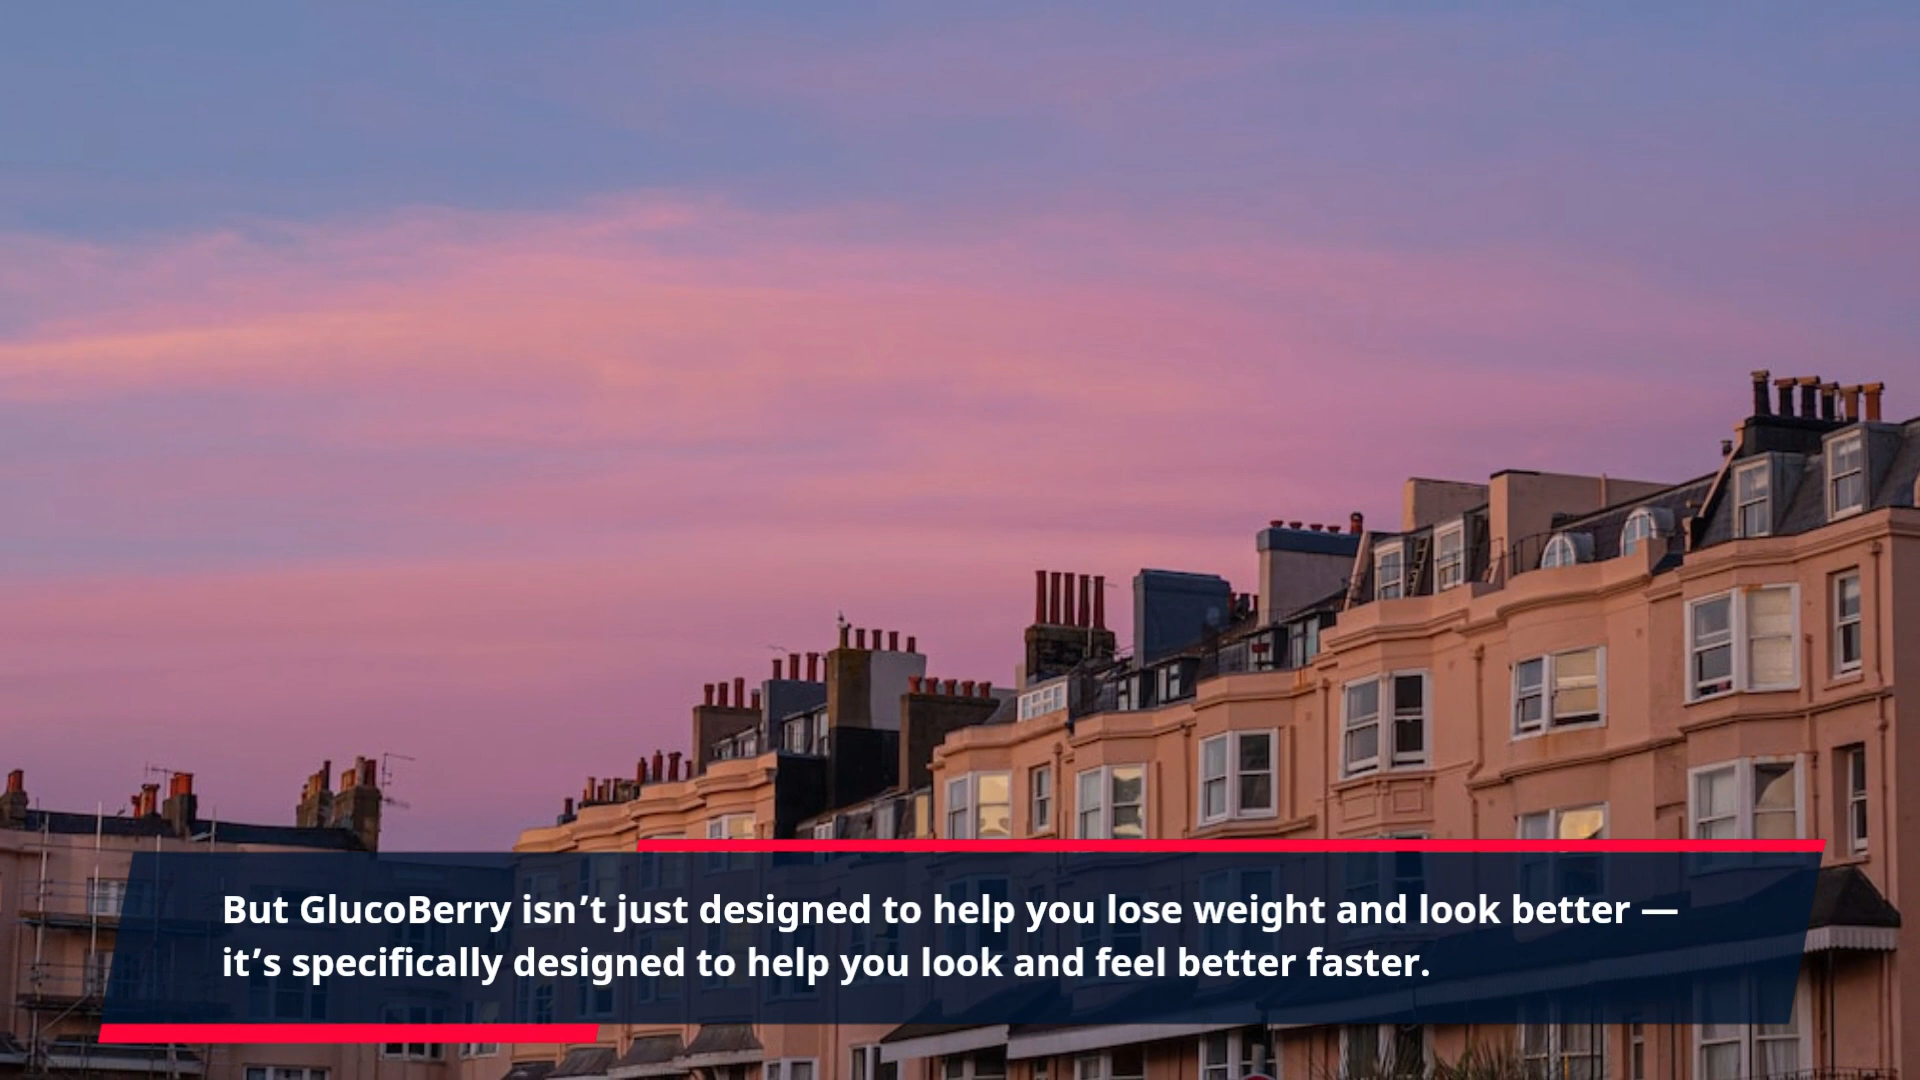 But GlucoBerry isn’t just designed to help you lose weight and look better —
it’s specifically designed to help you look and feel better faster.